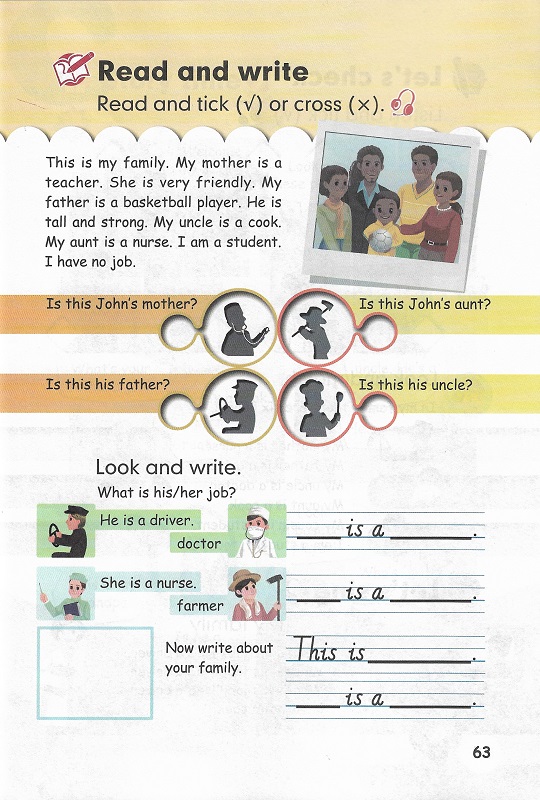 Read and write
Read and tick (√) or cross (×).
This is my family. My mother is a
teacher. She is very friendly. My
father is a basketball player. He is
tall and strong. My uncle is a cook.
My aunt is a nurse. I am a student.
I have no job.
Is this John's mother?
Is this John's aunt?
Is this his father?
Is this his uncle?
Look and write.
What is his/her job?
He is a driver.
doctor
____ is a ________.
She is a nurse.
farmer
____ is a ________.
Now write about
your family.
This is __________.
____ is a ________.
63